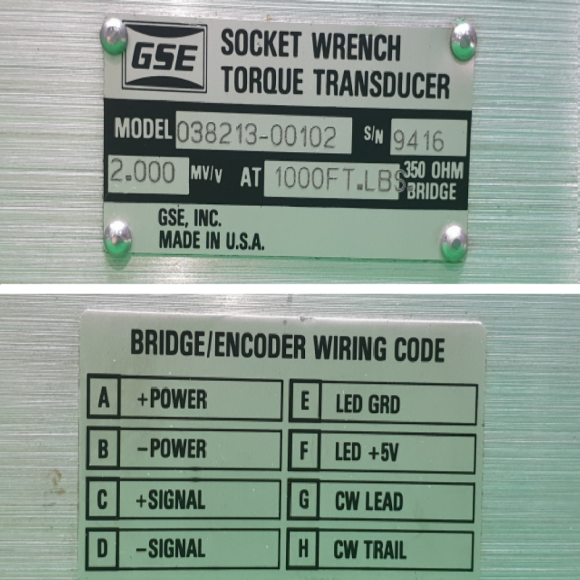 GSE SOCKET WRENCH
TORQUE TRANSDUCER
MODEL 038213-00102 S/N 9416
2.000 MV/V AT 1000FT.LBS. 350 OHM
BRIDGE
GSE, INC.
MADE IN U.S.A.
BRIDGE/ENCODER WIRING CODE
A +POWER E LED GRD
B -POWER F LED +5V
C +SIGNAL G CW LEAD
D -SIGNAL H CW TRAIL